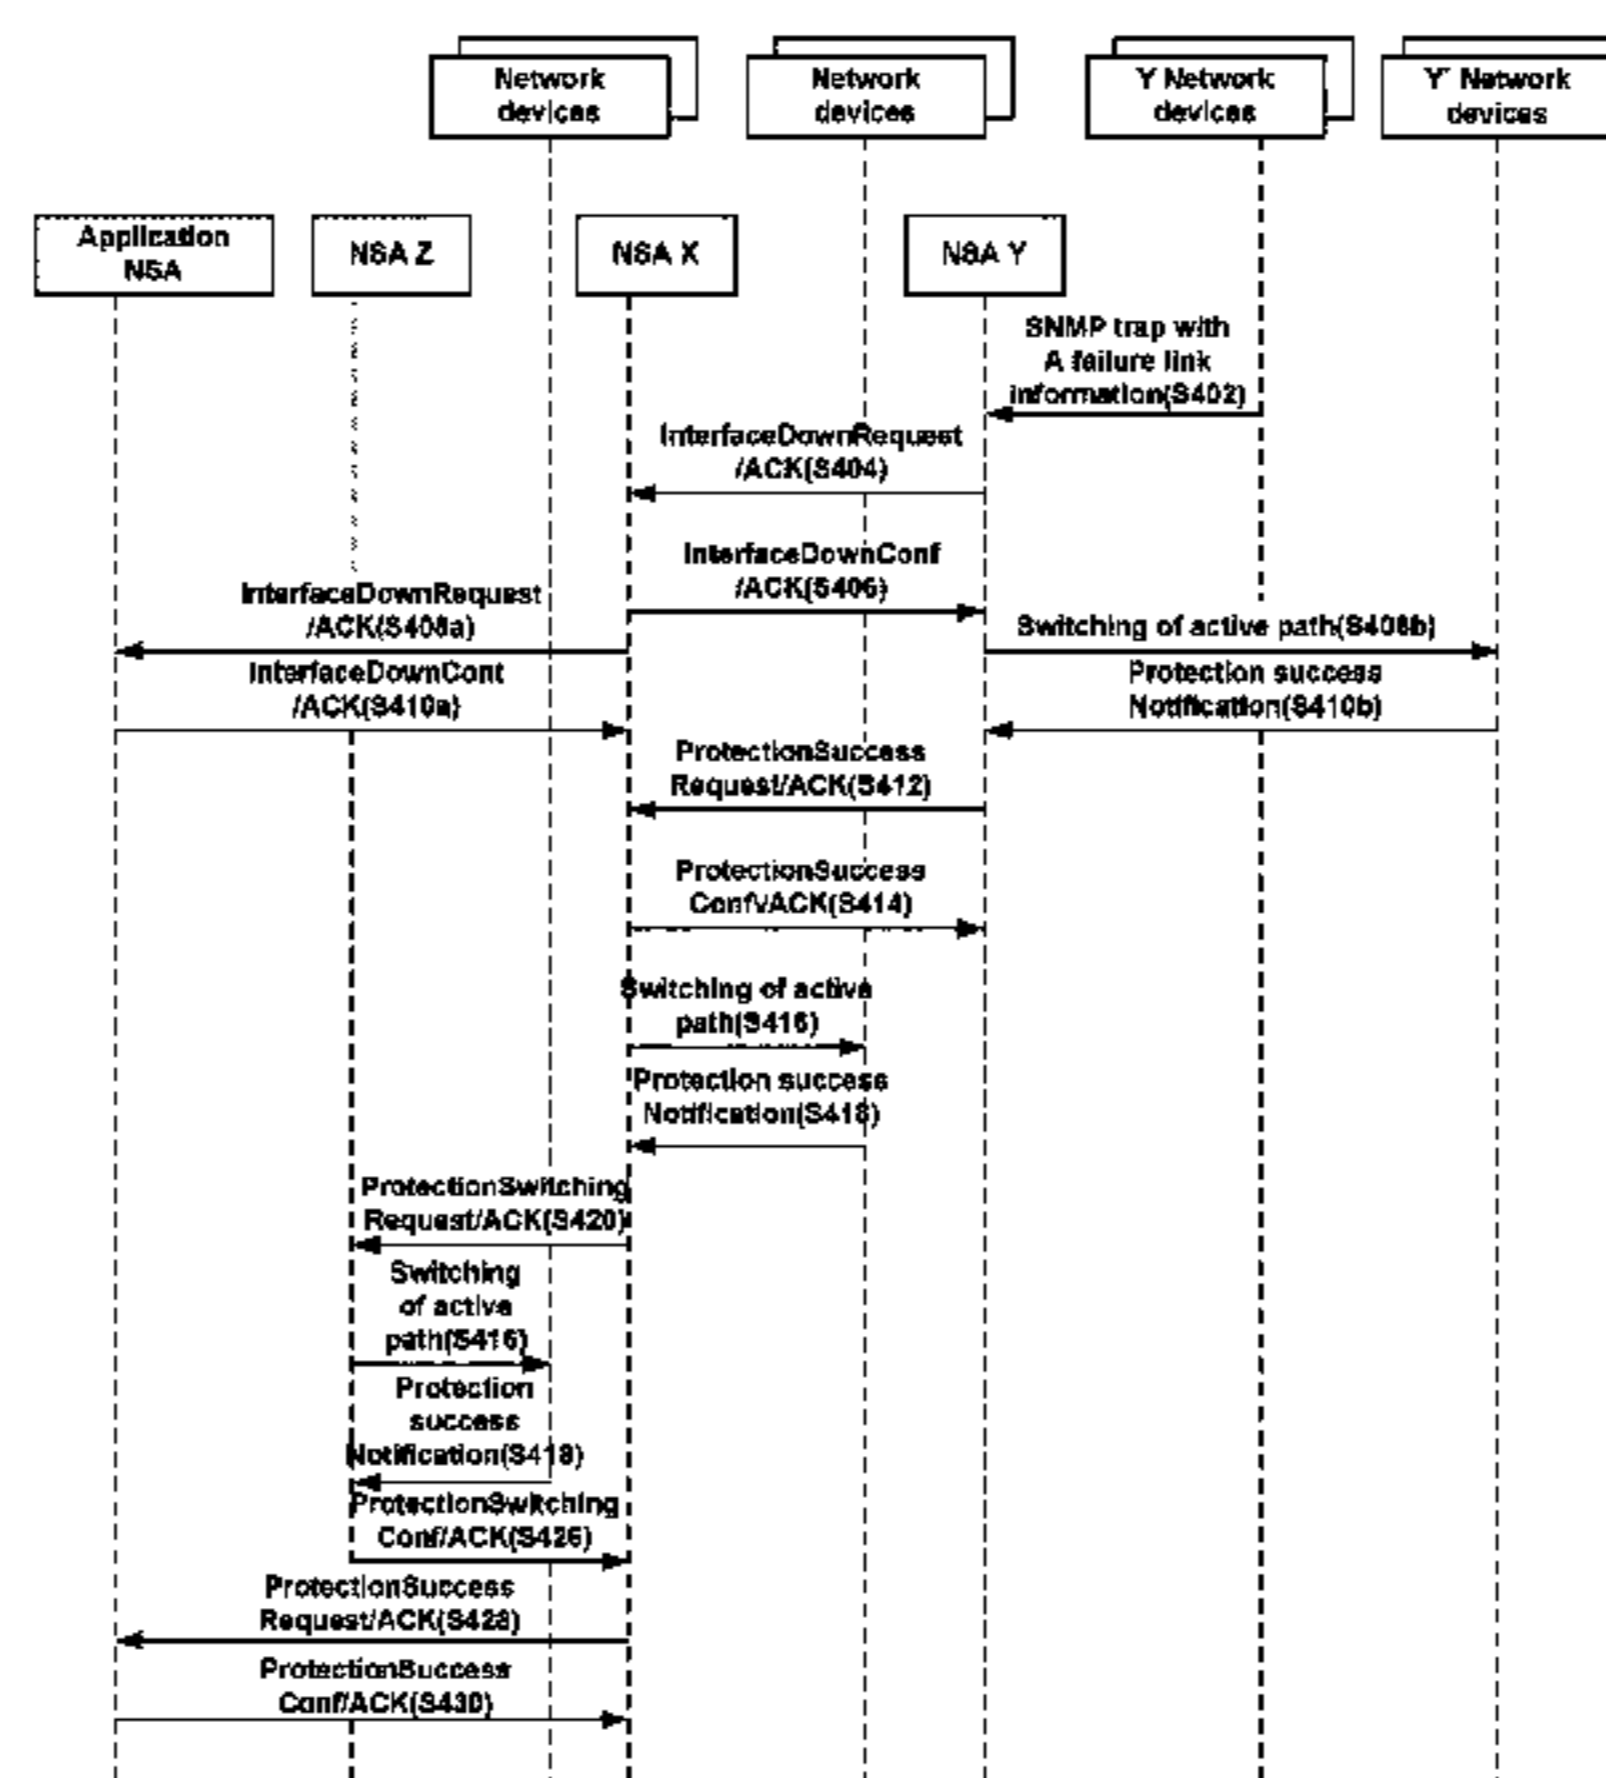 Network
devices
Network
devices
Y Network
devices
Y' Network
devices
Application
NSA
NSA Z
NSA X
NSA Y
SNMP trap with
A failure link
information(S402)
InterfaceDownRequest
/ACK(S404)
InterfaceDownConf
/ACK(S406)
InterfaceDownRequest
/ACK(S408a)
Switching of active path(S408b)
InterfaceDownConf
/ACK(S410a)
Protection success
Notification(S410b)
ProtectionSuccess
Request/ACK(S412)
ProtectionSuccess
Conf/ACK(S414)
Switching of active
path(S416)
Protection success
Notification(S418)
ProtectionSwitching
Request/ACK(S420)
Switching
of active
path(S416)
Protection
success
Notification(S418)
ProtectionSwitching
Conf/ACK(S426)
ProtectionSuccess
Request/ACK(S428)
ProtectionSuccess
Conf/ACK(S430)